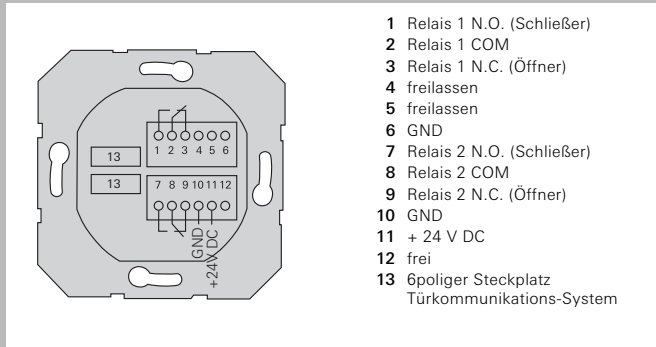 1 Relais 1 N.O. (Schließer)
2 Relais 1 COM
3 Relais 1 N.C. (Öffner)
4 freilassen
5 freilassen
6 GND
7 Relais 2 N.O. (Schließer)
8 Relais 2 COM
9 Relais 2 N.C. (Öffner)
10 GND
11 + 24 V DC
12 frei
13 6poliger Steckplatz
Türkommunikations-System
1 2 3 4 5 6
13
13
7 8 9 10 11 12
GND
+24V DC